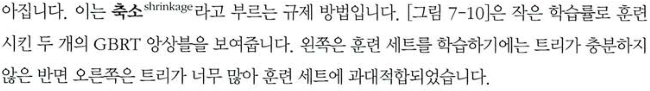 아집니다. 이는 축소shrinkage라고 부르는 규제 방법입니다. [그림 7-10]은 작은 학습률로 훈련
시킨 두 개의 GBRT 앙상블을 보여줍니다. 왼쪽은 훈련 세트를 학습하기에는 트리가 충분하지
않은 반면 오른쪽은 트리가 너무 많아 훈련 세트에 과대적합되었습니다.